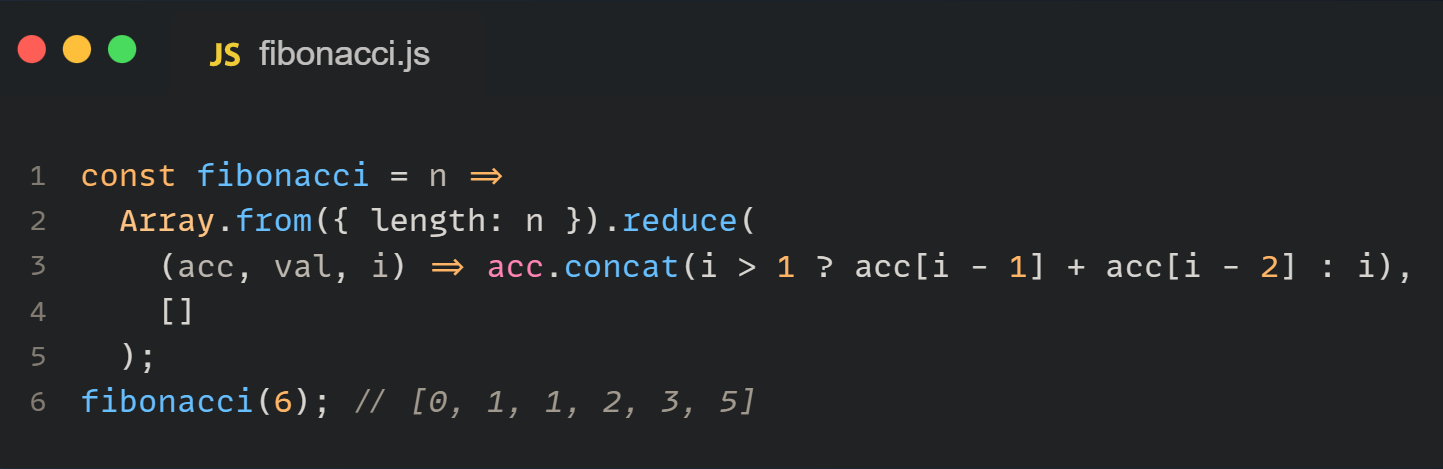 JS fibonacci.js
1 const fibonacci = n =>
2   Array.from({ length: n }).reduce(
3     (acc, val, i) => acc.concat(i > 1 ? acc[i - 1] + acc[i - 2] : i),
4     []
5   );
6 fibonacci(6); // [0, 1, 1, 2, 3, 5]